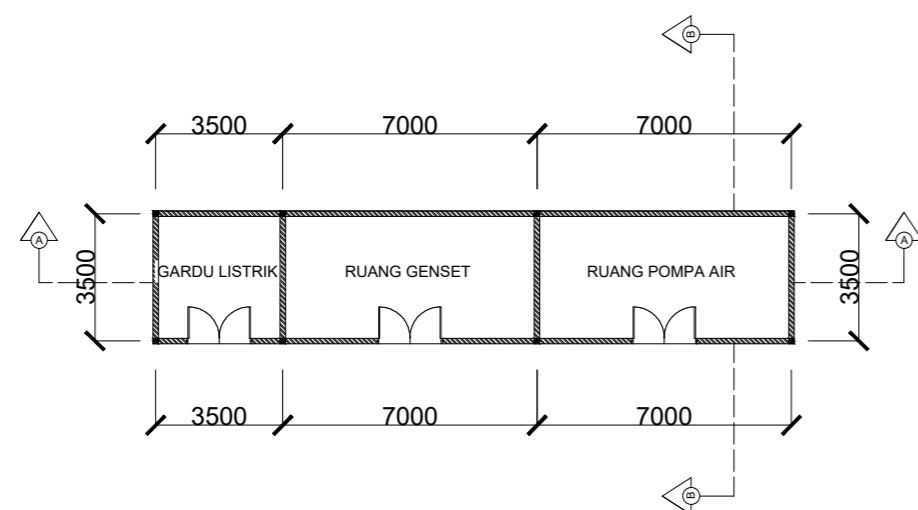 B
3500 7000 7000
A A
3500 3500
GARDU LISTRIK RUANG GENSET RUANG POMPA AIR
3500 7000 7000
B